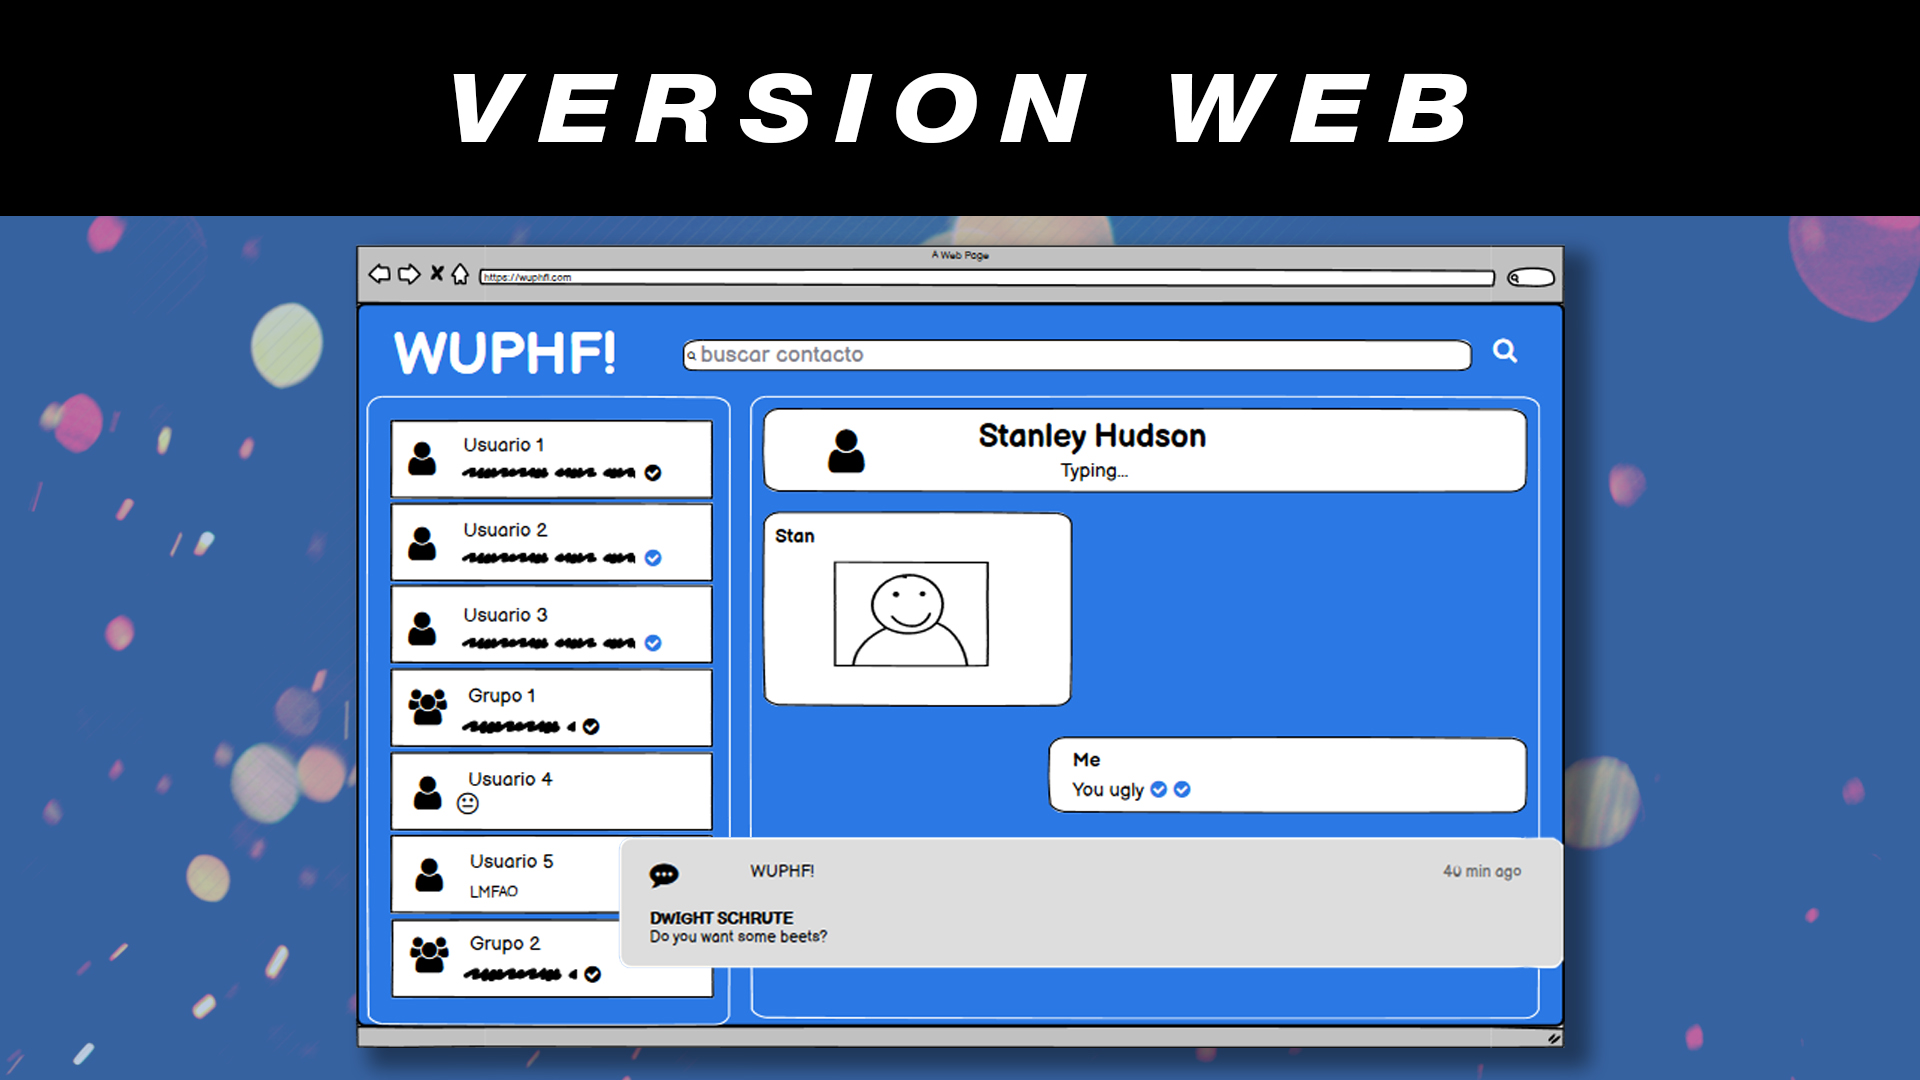 VERSION WEB
A Web Page
https://wuphf!.com
WUPHF!
buscar contacto
Usuario 1
Usuario 2
Usuario 3
Grupo 1
Usuario 4
Usuario 5
LMFAO
Grupo 2
Stanley Hudson
Typing...
Stan
Me
You ugly
WUPHF!
40 min ago
DWIGHT SCHRUTE
Do you want some beets?